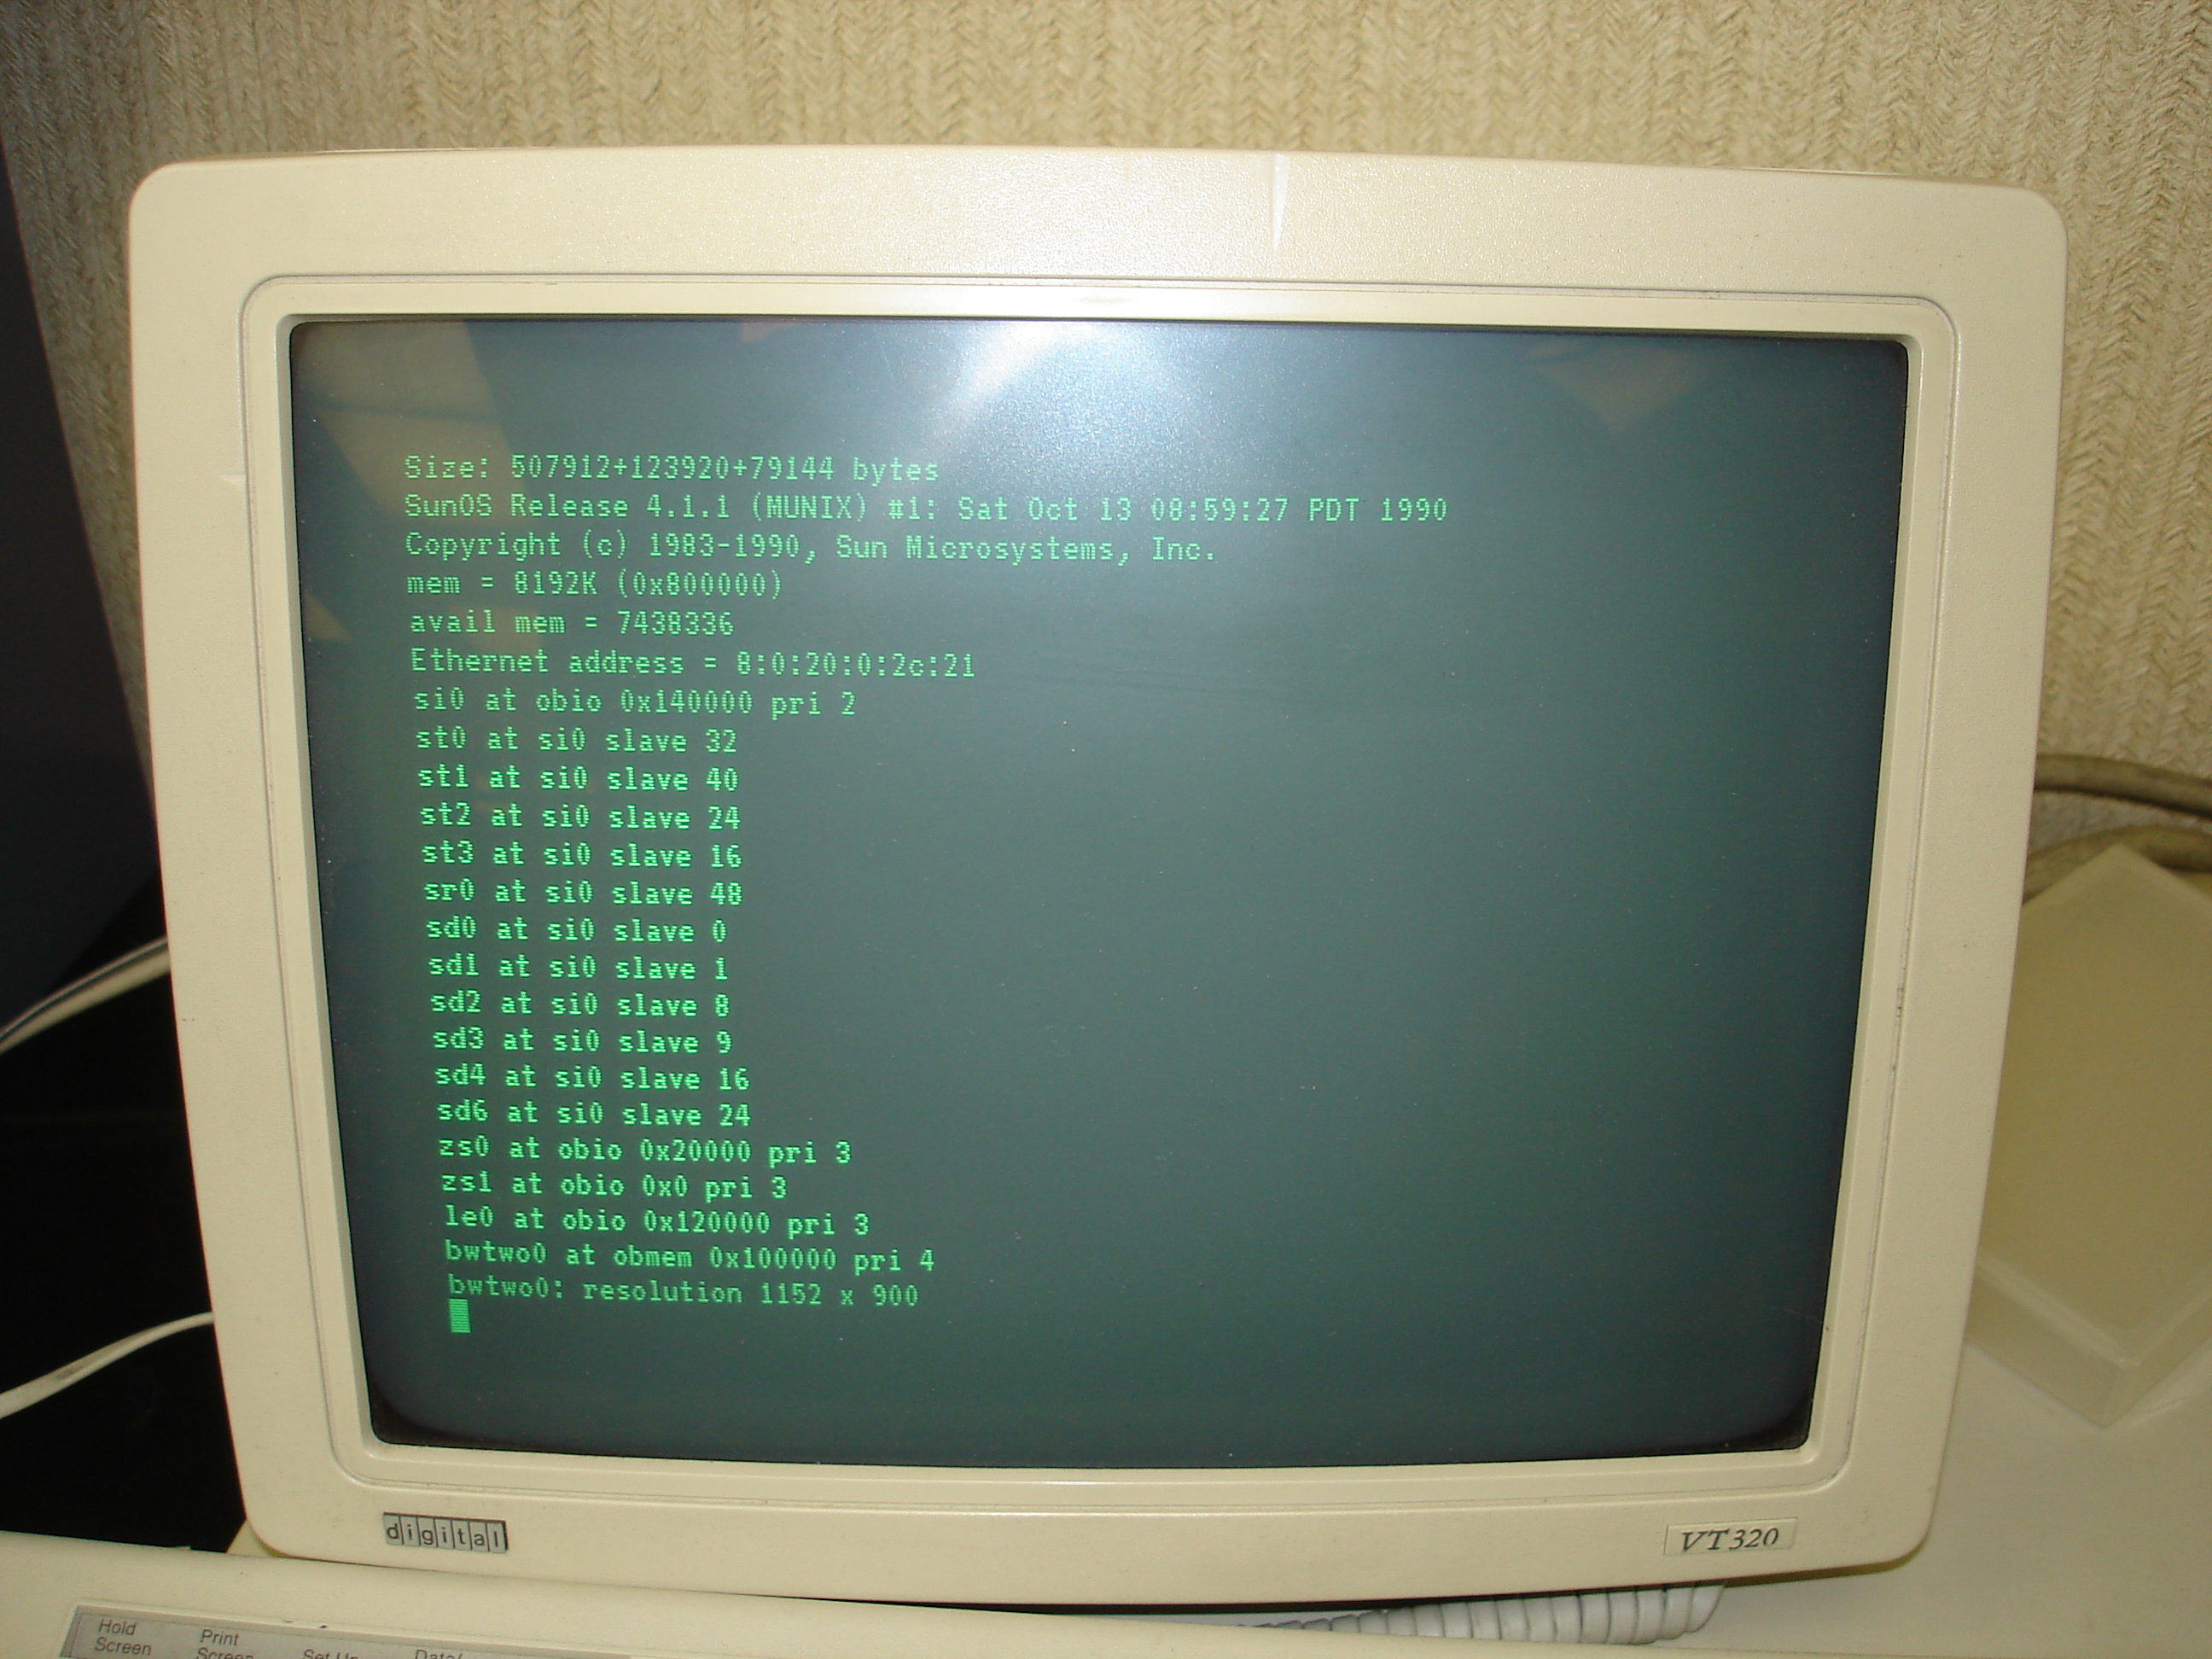 Size: 507912+123920+79144 bytes
SunOS Release 4.1.1 (MUNIX) #1: Sat Oct 13 08:59:27 PDT 1990
Copyright (c) 1983-1990, Sun Microsystems, Inc.
mem = 8192K (0x800000)
avail mem = 7438336
Ethernet address = 8:0:20:0:2c:21
si0 at obio 0x140000 pri 2
st0 at si0 slave 32
st1 at si0 slave 40
st2 at si0 slave 24
st3 at si0 slave 16
sr0 at si0 slave 48
sd0 at si0 slave 0
sd1 at si0 slave 1
sd2 at si0 slave 8
sd3 at si0 slave 9
sd4 at si0 slave 16
sd6 at si0 slave 24
zs0 at obio 0x20000 pri 3
zs1 at obio 0x0 pri 3
le0 at obio 0x120000 pri 3
bwtwo0 at obmem 0x100000 pri 4
bwtwo0: resolution 1152 x 900
digital
VT320
Hold
Screen
Print
Screen
Set